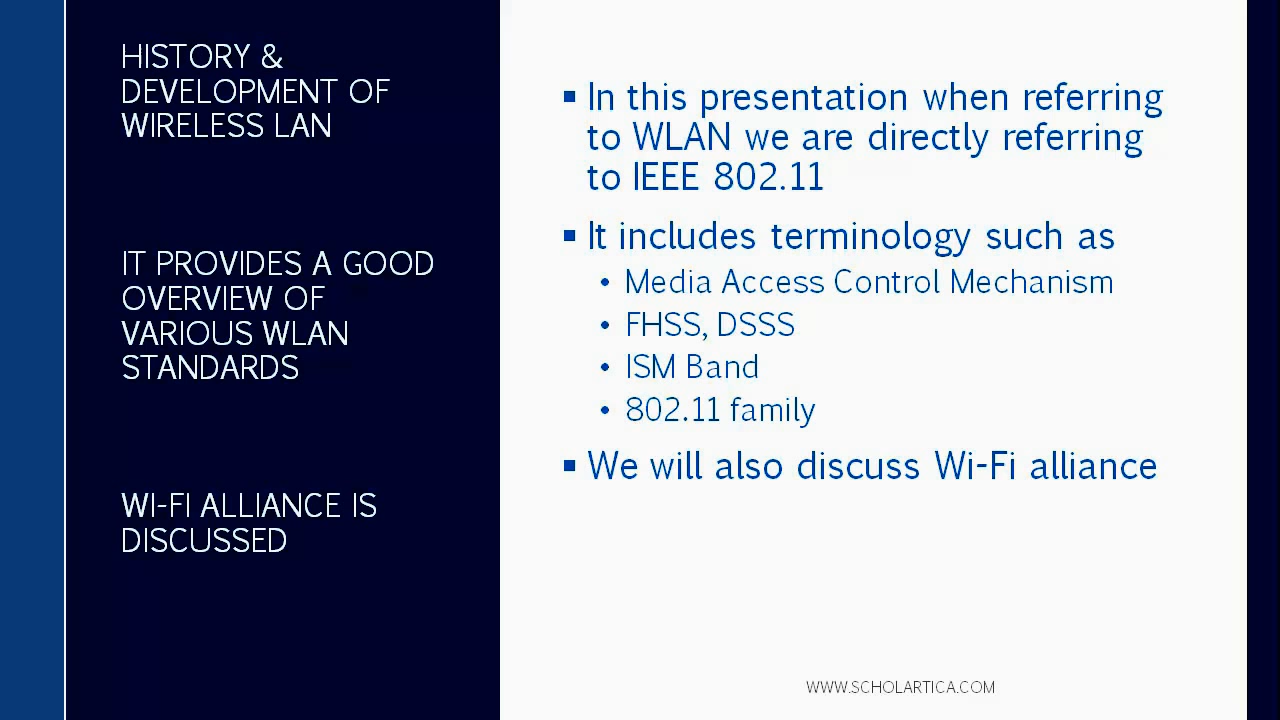 HISTORY &
DEVELOPMENT OF
WIRELESS LAN
IT PROVIDES A GOOD
OVERVIEW OF
VARIOUS WLAN
STANDARDS
WI-FI ALLIANCE IS
DISCUSSED
▪ In this presentation when referring
to WLAN we are directly referring
to IEEE 802.11
▪ It includes terminology such as
• Media Access Control Mechanism
• FHSS, DSSS
• ISM Band
• 802.11 family
▪ We will also discuss Wi-Fi alliance
WWW.SCHOLARTICA.COM